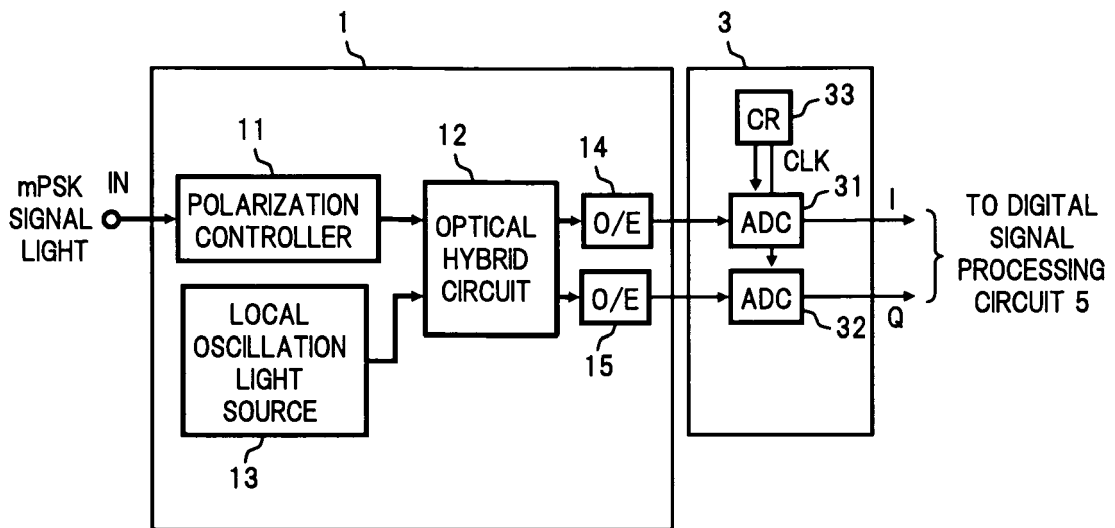 1
3
33
CR
11
12
14
CLK
31
mPSK
SIGNAL
LIGHT
IN
POLARIZATION
CONTROLLER
OPTICAL
HYBRID
CIRCUIT
O/E
ADC
I
TO DIGITAL
SIGNAL
PROCESSING
CIRCUIT 5
LOCAL
OSCILLATION
LIGHT
SOURCE
O/E
ADC
Q
15
32
13